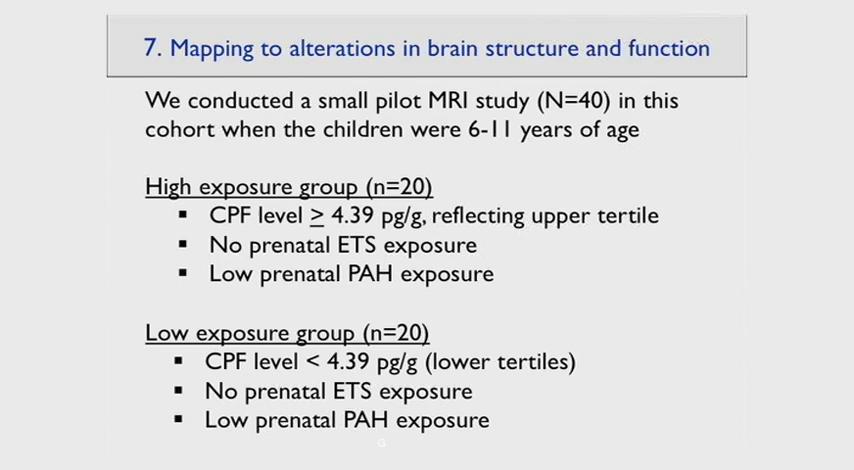 7. Mapping to alterations in brain structure and function
We conducted a small pilot MRI study (N=40) in this
cohort when the children were 6-11 years of age
High exposure group (n=20)
▪ CPF level ≥ 4.39 pg/g, reflecting upper tertile
▪ No prenatal ETS exposure
▪ Low prenatal PAH exposure
Low exposure group (n=20)
▪ CPF level < 4.39 pg/g (lower tertiles)
▪ No prenatal ETS exposure
▪ Low prenatal PAH exposure
G